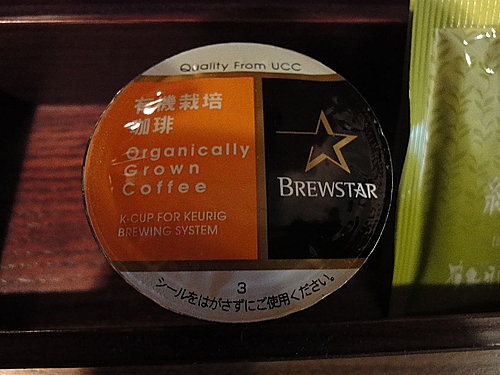 Quality From UCC
有機栽培
珈琲
Organically
Grown
Coffee
K-CUP FOR KEURIG
BREWING SYSTEM
BREWSTAR
3
シールをはがさずにご使用ください。